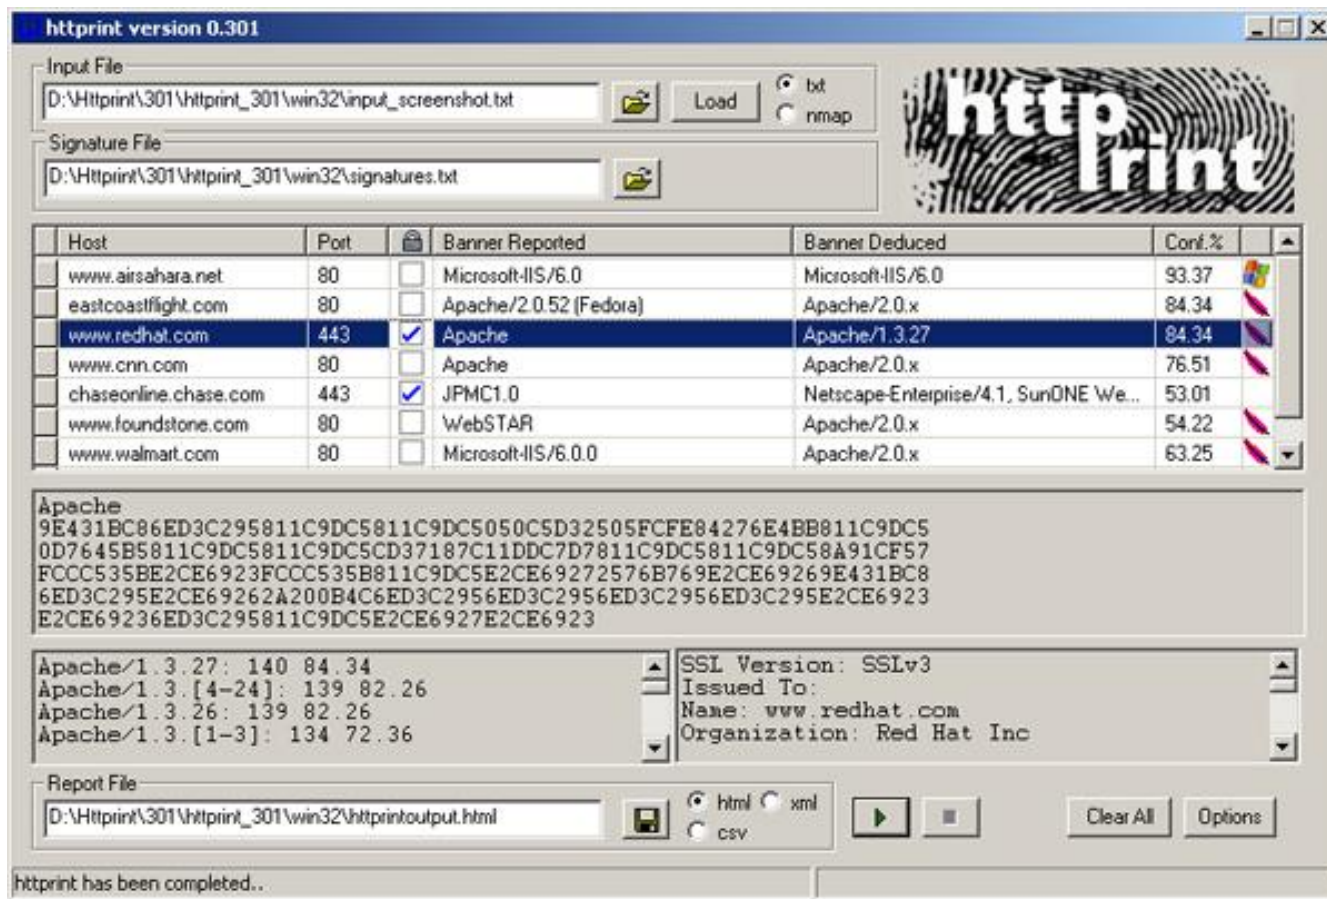 httprint version 0.301
Input File
D:\Httprint\301\httprint_301\win32\input_screenshot.txt
Load
txt
nmap
http
print
Signature File
D:\Httprint\301\httprint_301\win32\signatures.txt
Host Port Banner Reported Banner Deduced Conf.%
www.airsahara.net 80 Microsoft-IIS/6.0 Microsoft-IIS/6.0 93.37
eastcoastflight.com 80 Apache/2.0.52 (Fedora) Apache/2.0.x 84.34
www.redhat.com 443 Apache Apache/1.3.27 84.34
www.cnn.com 80 Apache Apache/2.0.x 76.51
chaseonline.chase.com 443 JPMC1.0 Netscape-Enterprise/4.1, SunONE We... 53.01
www.foundstone.com 80 WebSTAR Apache/2.0.x 54.22
www.walmart.com 80 Microsoft-IIS/6.0.0 Apache/2.0.x 63.25
Apache
9E431BC86ED3C295811C9DC5811C9DC5050C5D32505FCFE84276E4BB811C9DC5
0D7645B5811C9DC5811C9DC5CD37187C11DDC7D7811C9DC5811C9DC58A91CF57
FCCC535BE2CE6923FCCC535B811C9DC5E2CE69272576B769E2CE69269E431BC8
6ED3C295E2CE69262A200B4C6ED3C2956ED3C2956ED3C2956ED3C295E2CE6923
E2CE69236ED3C295811C9DC5E2CE6927E2CE6923
Apache/1.3.27: 140 84.34
Apache/1.3.[4-24]: 139 82.26
Apache/1.3.26: 139 82.26
Apache/1.3.[1-3]: 134 72.36
SSL Version: SSLv3
Issued To:
Name: www.redhat.com
Organization: Red Hat Inc
Report File
D:\Httprint\301\httprint_301\win32\httprintoutput.html
html xml
csv
Clear All Options
httprint has been completed..